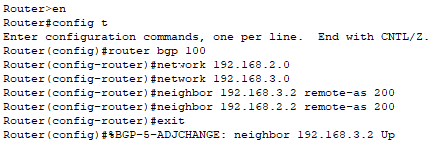 Router>en
Router#config t
Enter configuration commands, one per line.  End with CNTL/Z.
Router(config)#router bgp 100
Router(config-router)#network 192.168.2.0
Router(config-router)#network 192.168.3.0
Router(config-router)#neighbor 192.168.3.2 remote-as 200
Router(config-router)#neighbor 192.168.2.2 remote-as 200
Router(config-router)#exit
Router(config)#%BGP-5-ADJCHANGE: neighbor 192.168.3.2 Up